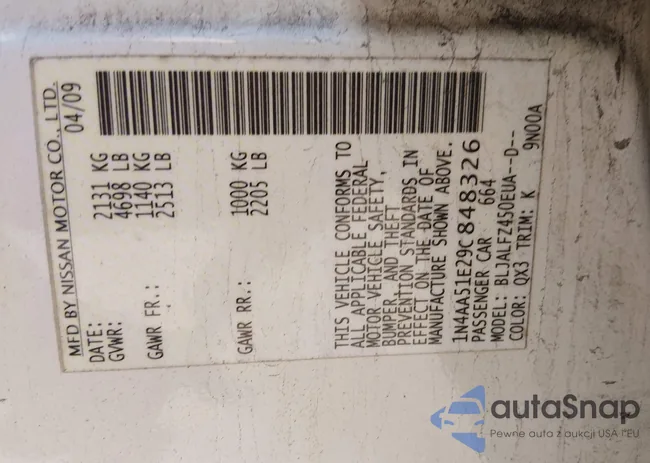 MFD BY NISSAN MOTOR CO., LTD.
DATE: 04/09
GVWR: 2131 KG
4698 LB
GAWR FR.: 1140 KG
2513 LB
GAWR RR.: 1000 KG
2205 LB
THIS VEHICLE CONFORMS TO
ALL APPLICABLE FEDERAL
MOTOR VEHICLE SAFETY,
BUMPER, AND THEFT
PREVENTION STANDARDS IN
EFFECT ON THE DATE OF
MANUFACTURE SHOWN ABOVE.
1N4AA51E29C848326
PASSENGER CAR 664
MODEL: BLJALFZ450EUA--D--
COLOR: QX3 TRIM: K 9N00A
autaSnap
Pewne auta z aukcji USA i EU